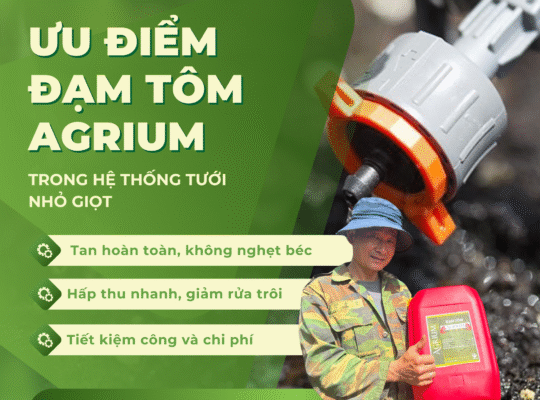 ƯU ĐIỂM
ĐẠM TÔM
AGRIUM
TRONG HỆ THỐNG TƯỚI
NHỎ GIỌT
Tan hoàn toàn, không nghẹt béc
Hấp thu nhanh, giảm rửa trôi
Tiết kiệm công và chi phí
AGRIUM